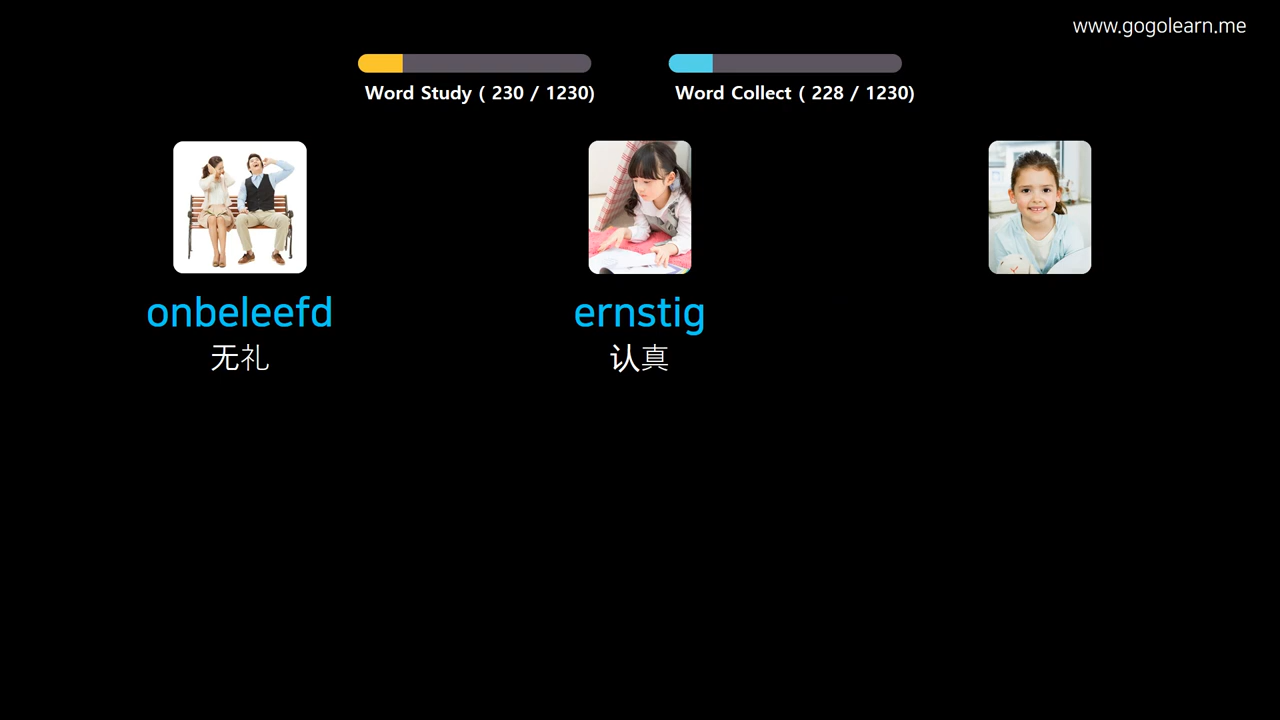 www.gogolearn.me
Word Study ( 230 / 1230)
Word Collect ( 228 / 1230)
onbeleefd
无礼
ernstig
认真